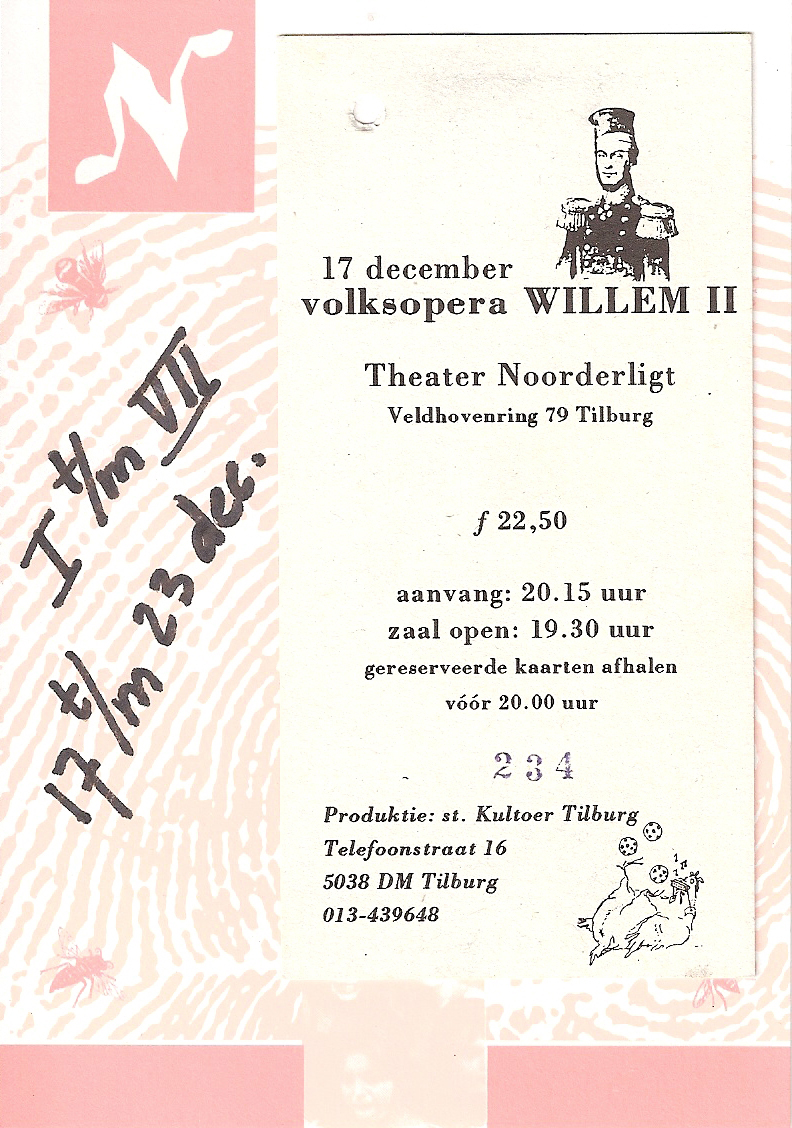 N
I t/m VII
17 t/m 23 dec.
17 december
volksopera WILLEM II
Theater Noorderligt
Veldhovenring 79 Tilburg
f 22,50
aanvang: 20.15 uur
zaal open: 19.30 uur
gereserveerde kaarten afhalen
vóór 20.00 uur
234
Produktie: st. Kultoer Tilburg
Telefoonstraat 16
5038 DM Tilburg
013-439648